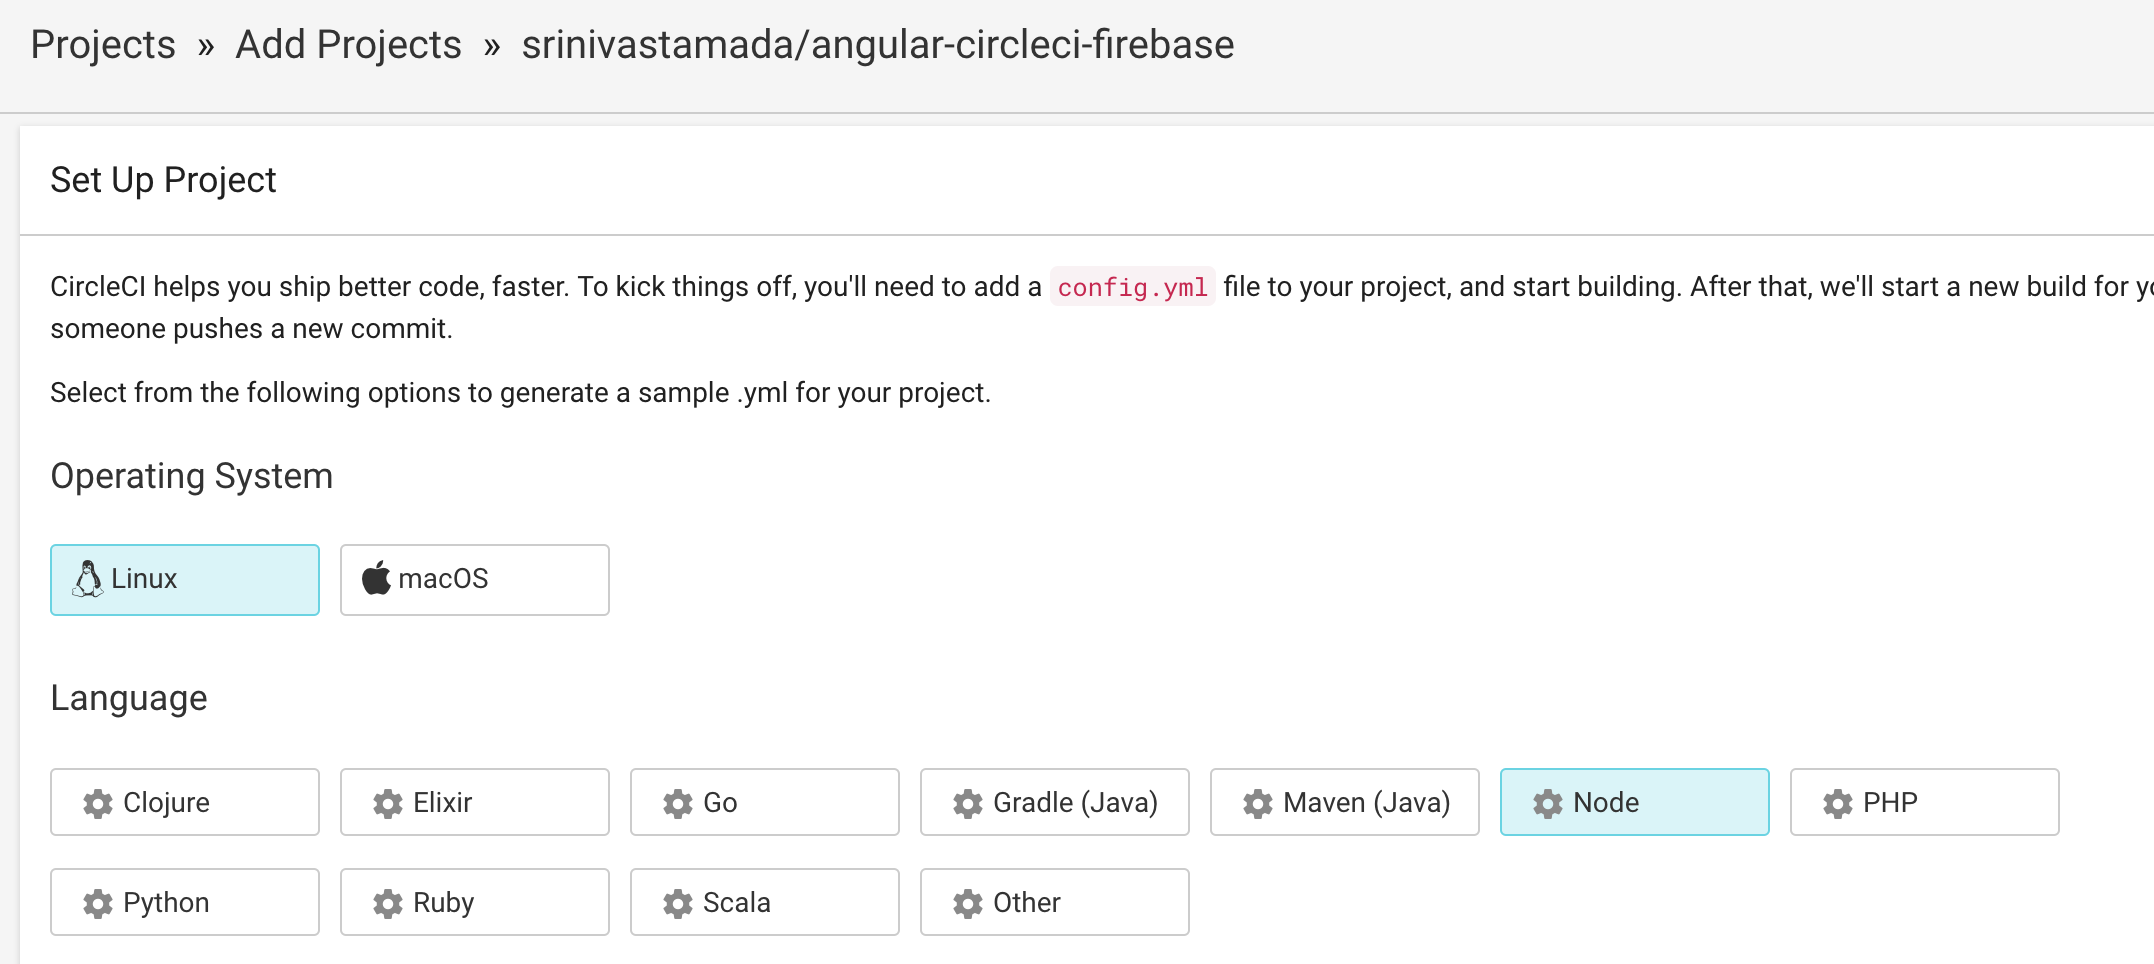 Projects » Add Projects » srinivastamada/angular-circleci-firebase
Set Up Project
CircleCI helps you ship better code, faster. To kick things off, you'll need to add a config.yml file to your project, and start building. After that, we'll start a new build for
someone pushes a new commit.
Select from the following options to generate a sample .yml for your project.
Operating System
Linux macOS
Language
Clojure Elixir Go Gradle (Java) Maven (Java) Node PHP
Python Ruby Scala Other